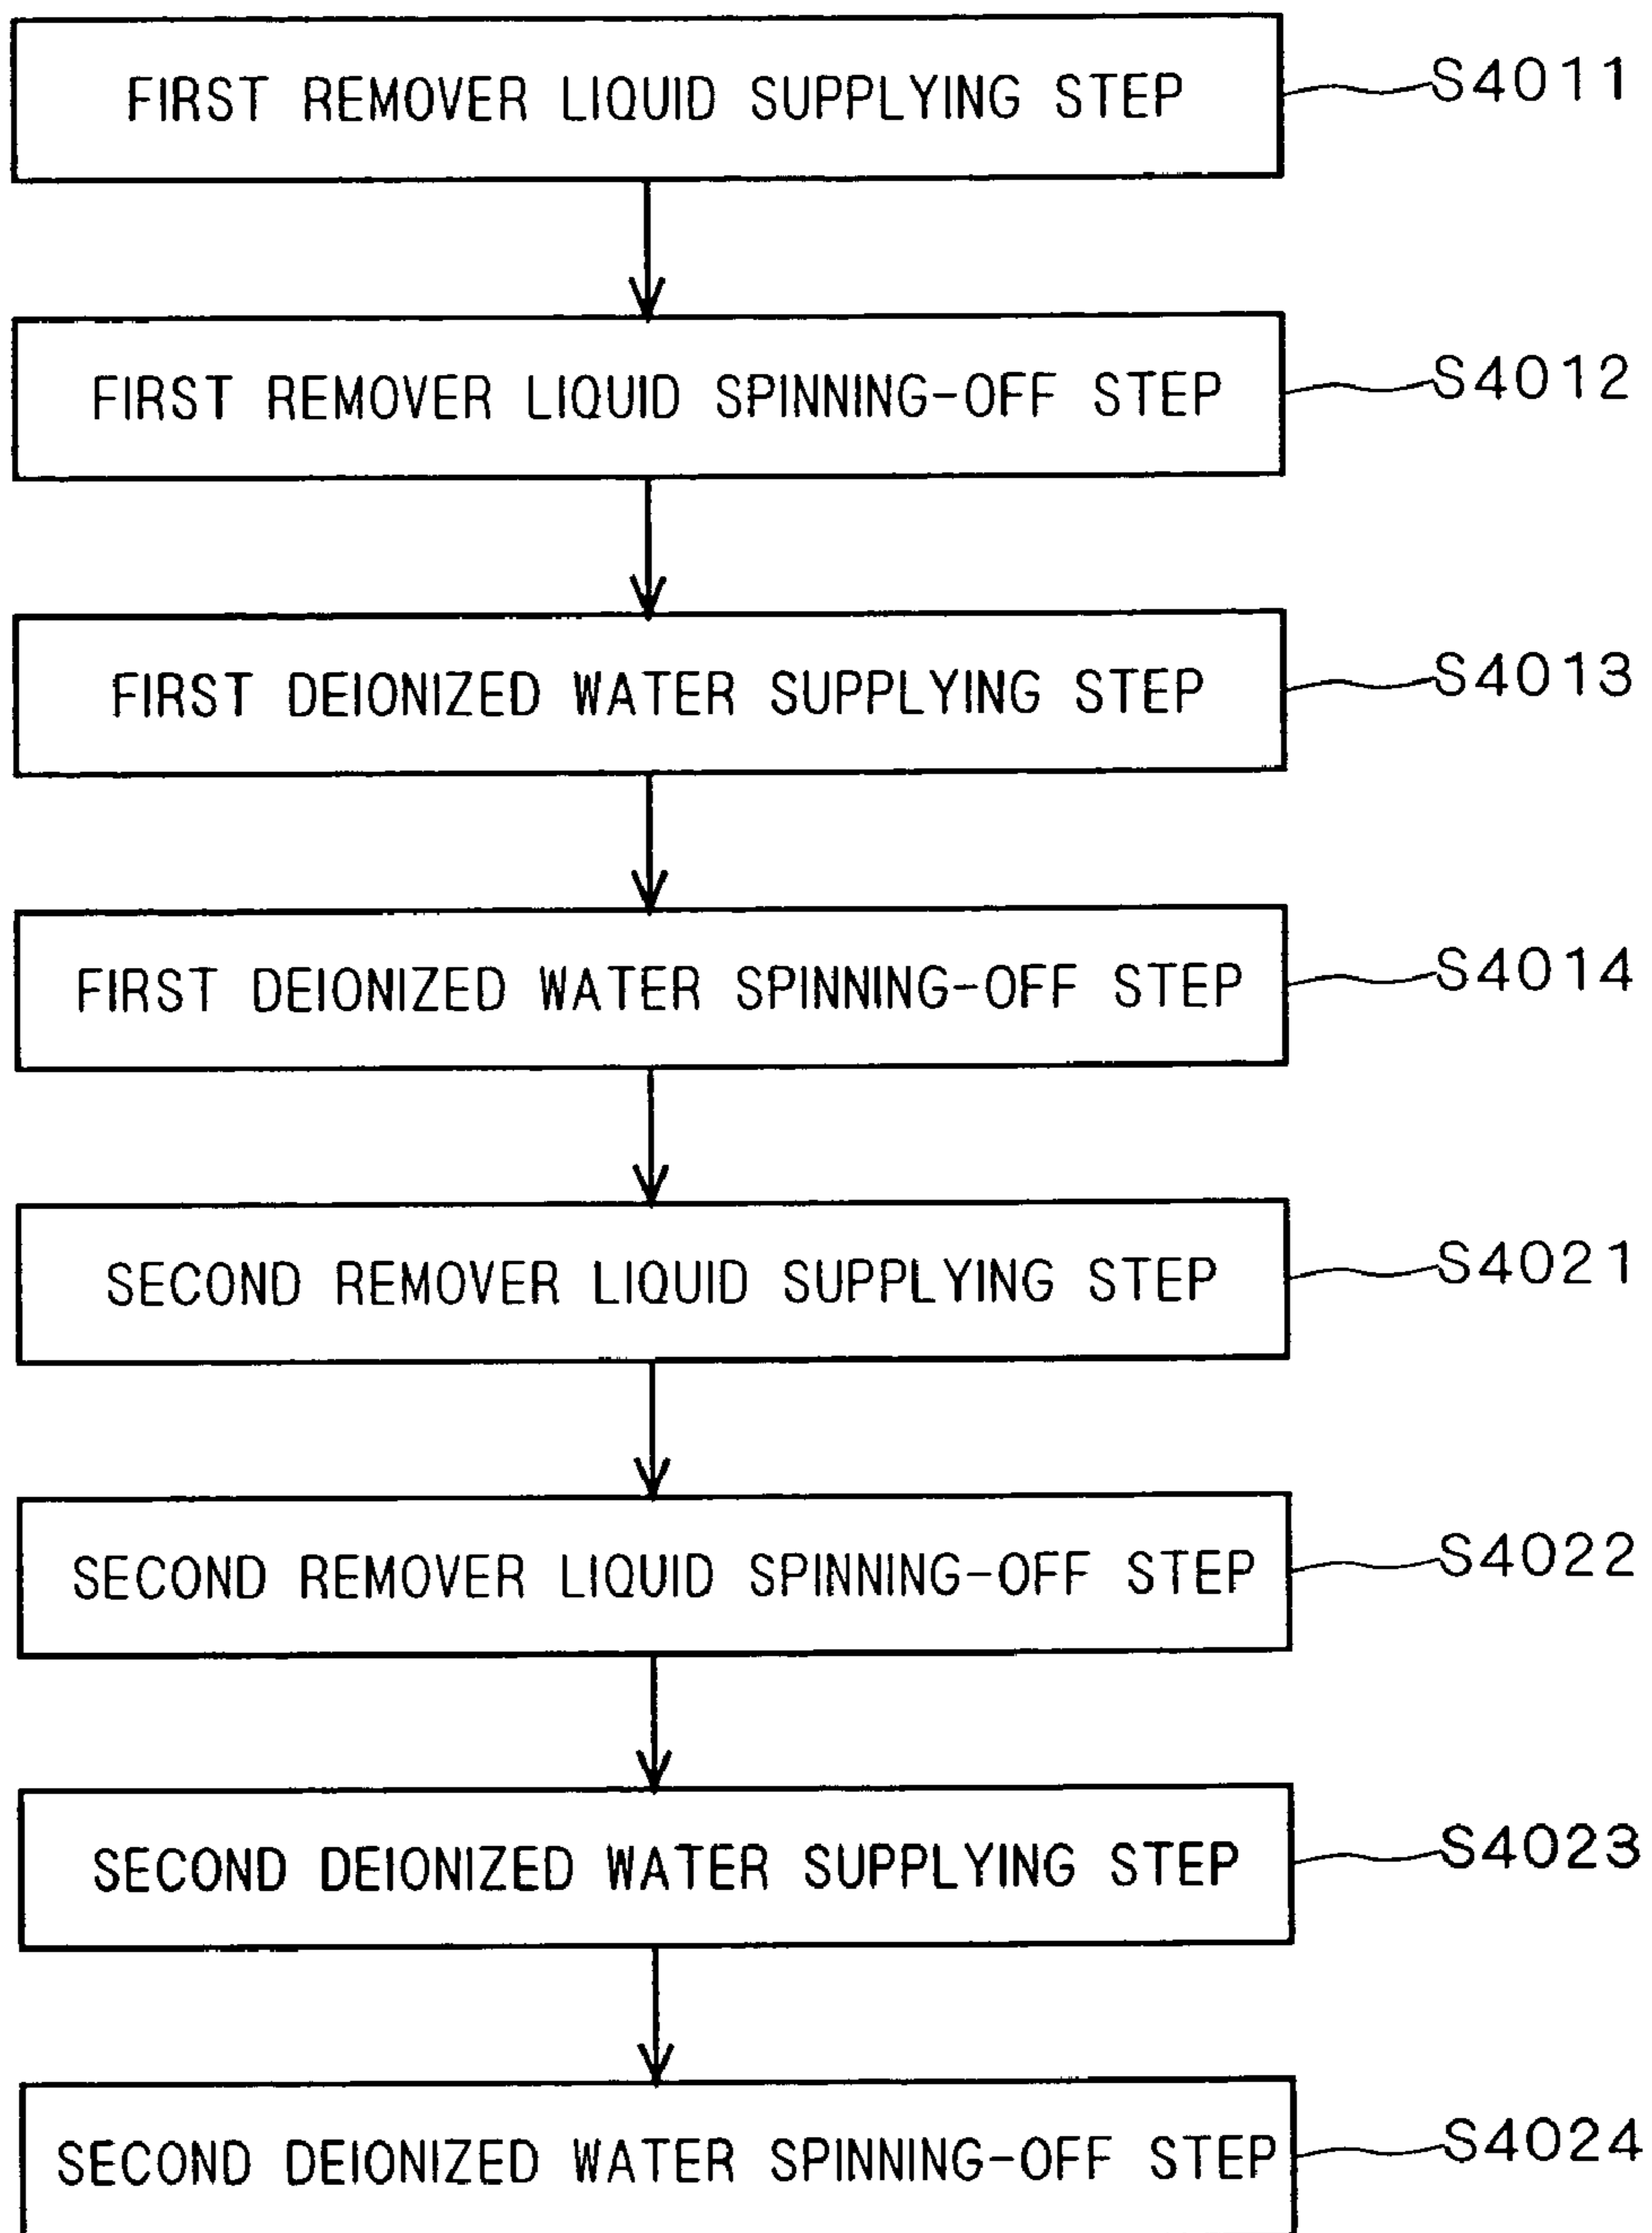 FIRST REMOVER LIQUID SUPPLYING STEP S4011
FIRST REMOVER LIQUID SPINNING-OFF STEP S4012
FIRST DEIONIZED WATER SUPPLYING STEP S4013
FIRST DEIONIZED WATER SPINNING-OFF STEP S4014
SECOND REMOVER LIQUID SUPPLYING STEP S4021
SECOND REMOVER LIQUID SPINNING-OFF STEP S4022
SECOND DEIONIZED WATER SUPPLYING STEP S4023
SECOND DEIONIZED WATER SPINNING-OFF STEP S4024